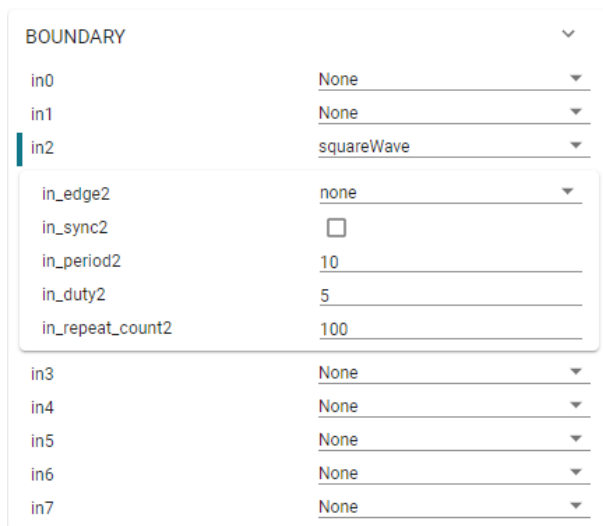 BOUNDARY
in0 None
in1 None
in2 squareWave
in_edge2 none
in_sync2
in_period2 10
in_duty2 5
in_repeat_count2 100
in3 None
in4 None
in5 None
in6 None
in7 None